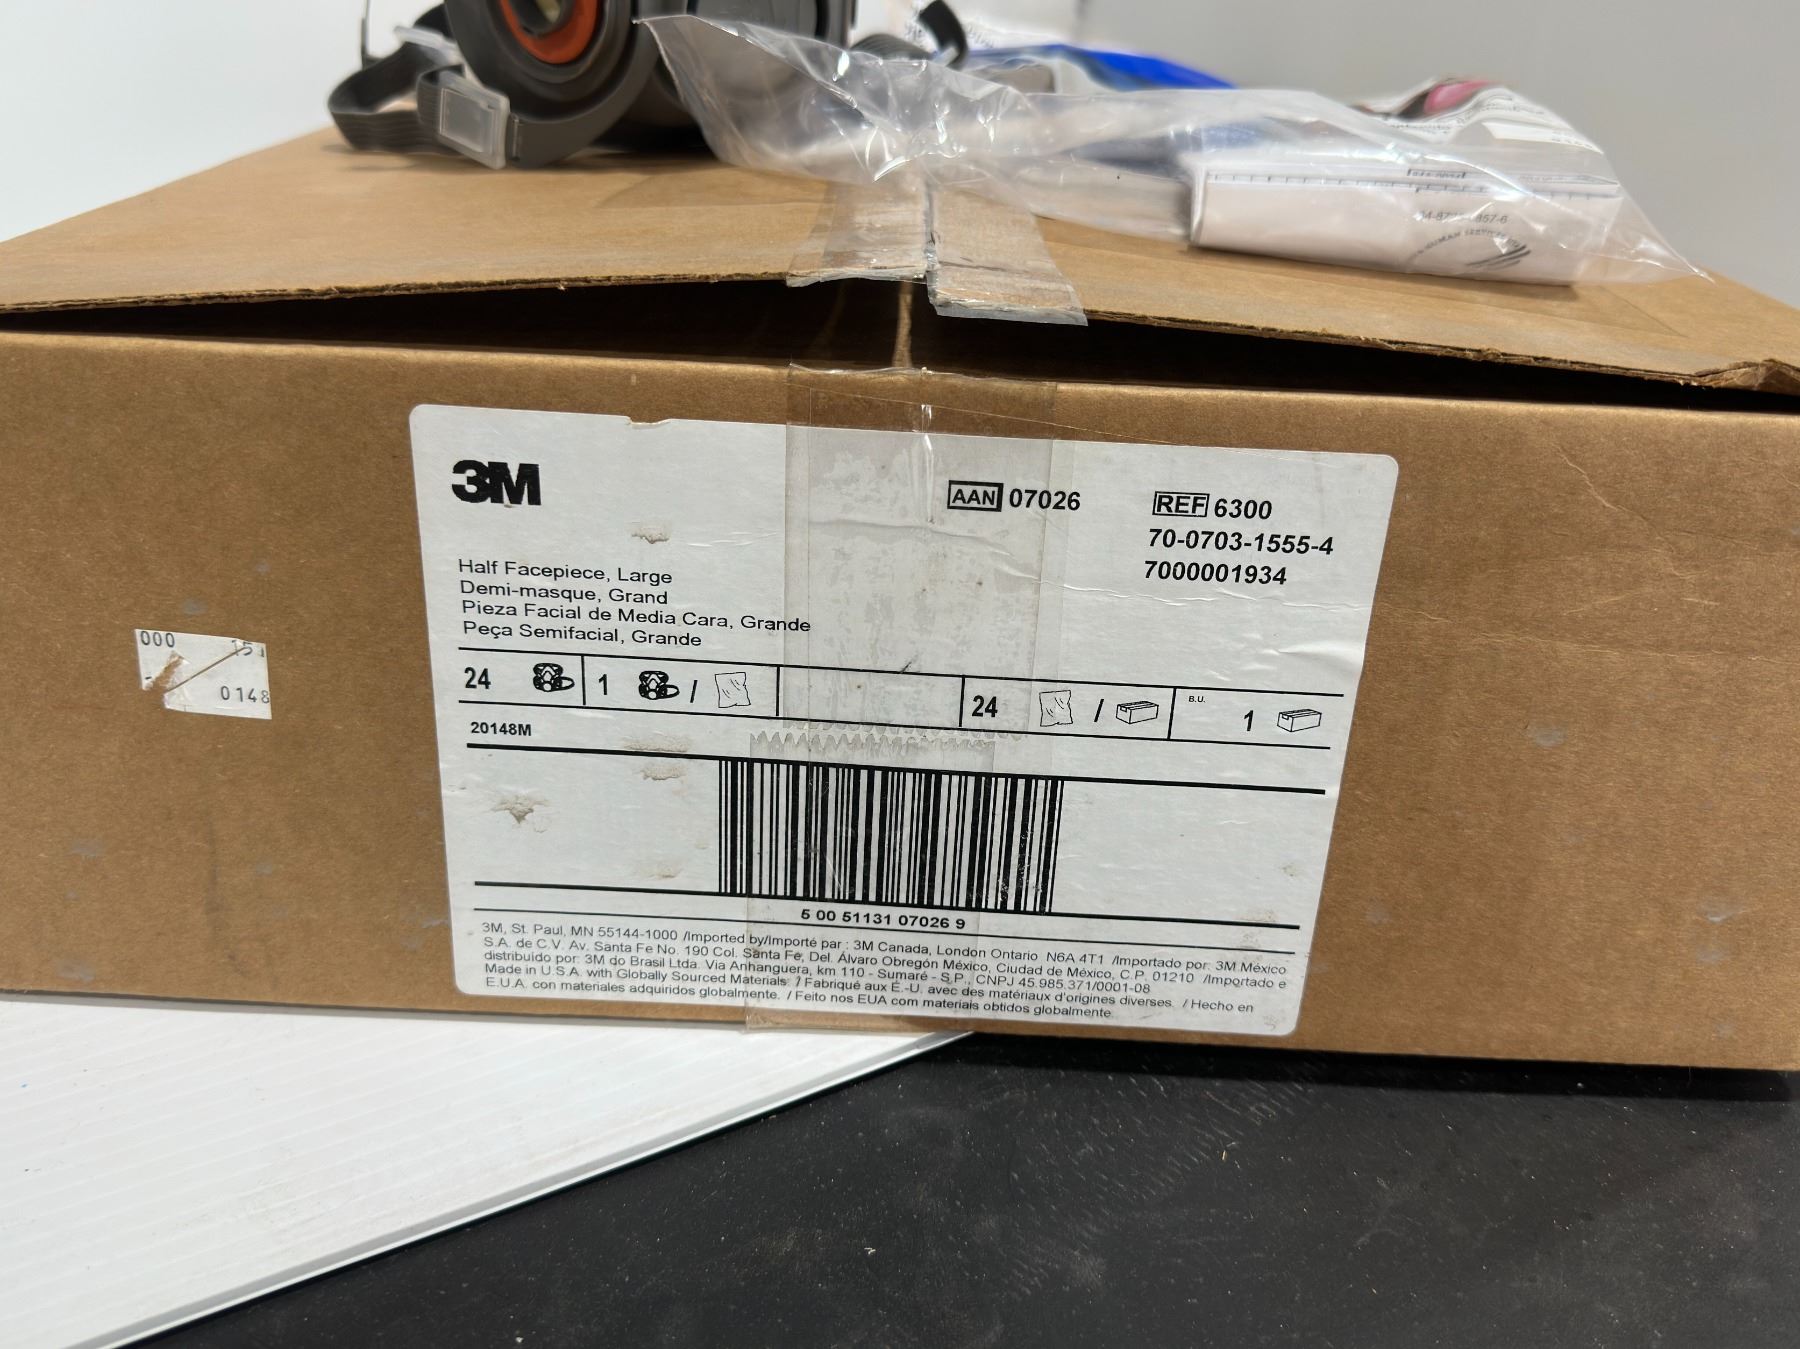 3M
AAN 07026
REF 6300
70-0703-1555-4
7000001934
Half Facepiece, Large
Demi-masque, Grand
Pieza Facial de Media Cara, Grande
Peça Semifacial, Grande
24 1 / 24 / B.U. 1
20148M
5 00 51131 07026 9
3M, St. Paul, MN 55144-1000 /Imported by/Importé par : 3M Canada, London Ontario N6A 4T1 /Importado por: 3M México
S.A. de C.V. Av. Santa Fe No. 190 Col. Santa Fe, Del. Álvaro Obregón México, Ciudad de México, C.P. 01210 /Importado e
distribuido por: 3M do Brasil Ltda. Via Anhanguera, km 110 - Sumaré - S.P., CNPJ 45.985.371/0001-08
Made in U.S.A. with Globally Sourced Materials. / Fabriqué aux É.-U. avec des matériaux d'origines diverses. / Hecho en
E.U.A. con materiales adquiridos globalmente. / Feito nos EUA com materiais obtidos globalmente
000 151
0148